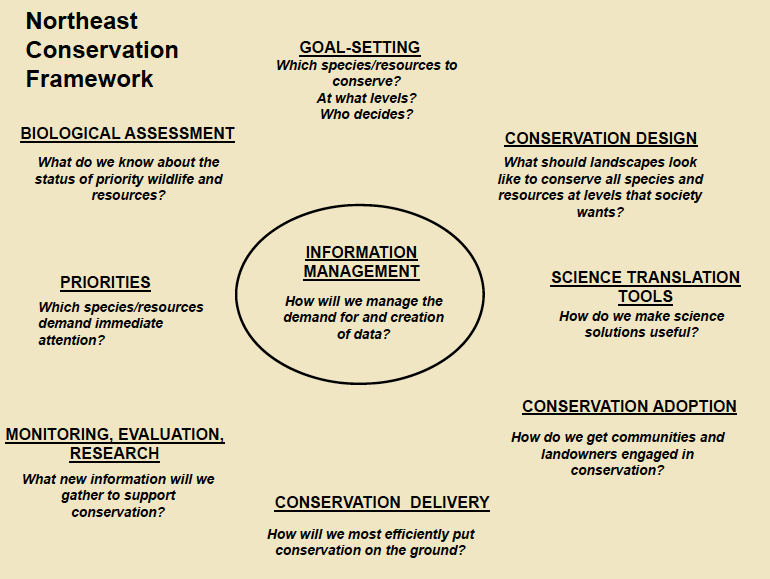 Northeast
Conservation
Framework
GOAL-SETTING
Which species/resources to
conserve?
At what levels?
Who decides?
BIOLOGICAL ASSESSMENT
What do we know about the
status of priority wildlife and
resources?
CONSERVATION DESIGN
What should landscapes look
like to conserve all species and
resources at levels that society
wants?
INFORMATION
MANAGEMENT
How will we manage the
demand for and creation
of data?
PRIORITIES
Which species/resources
demand immediate
attention?
SCIENCE TRANSLATION
TOOLS
How do we make science
solutions useful?
CONSERVATION ADOPTION
How do we get communities and
landowners engaged in
conservation?
MONITORING, EVALUATION,
RESEARCH
What new information will we
gather to support
conservation?
CONSERVATION  DELIVERY
How will we most efficiently put
conservation on the ground?